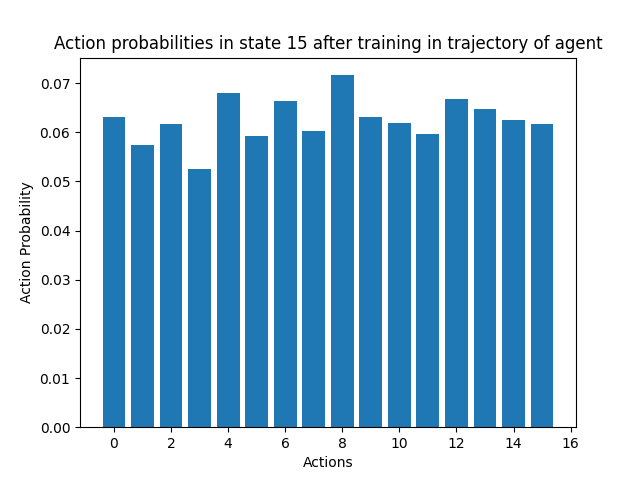 Action probabilities in state 15 after training in trajectory of agent
0.07
0.06
0.05
0.04
0.03
0.02
0.01
0.00
Action Probability
0 2 4 6 8 10 12 14 16
Actions